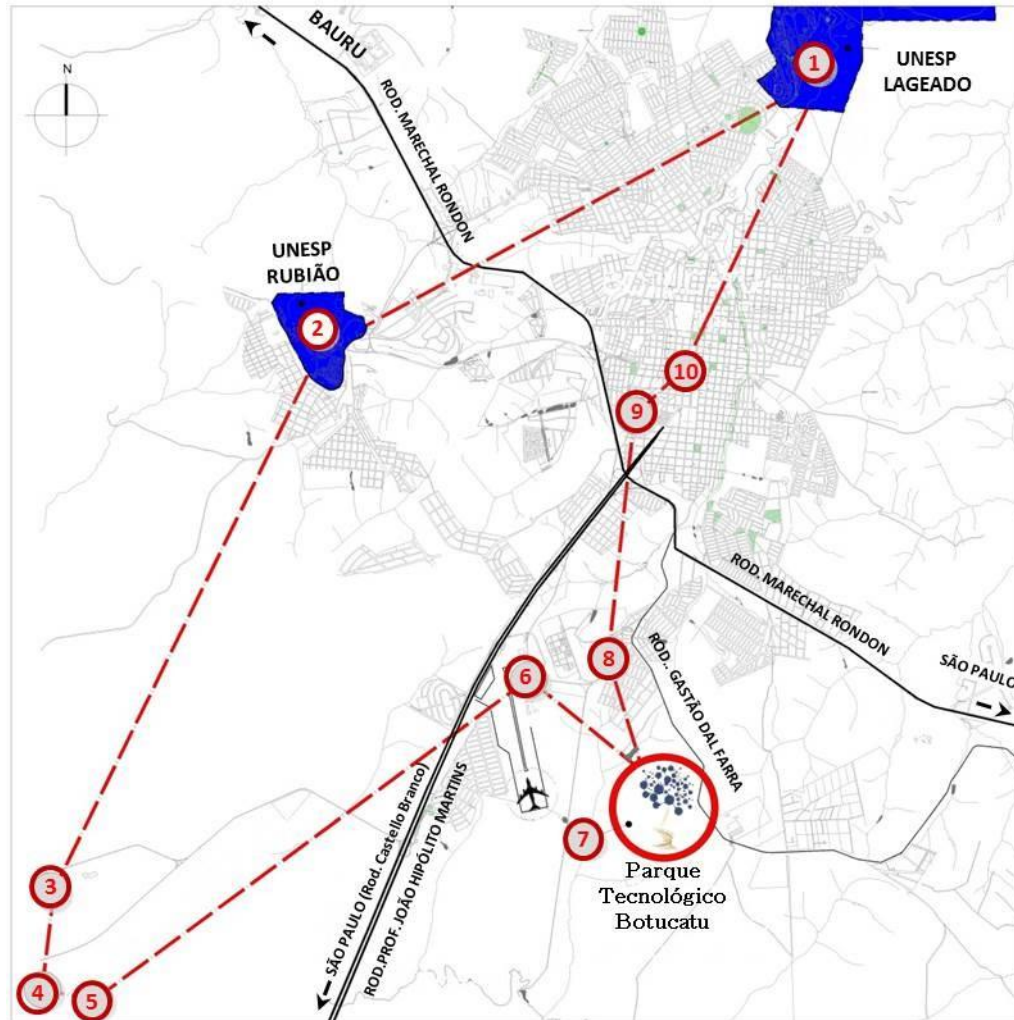 BAURU
ROD. MARECHAL RONDON
N
1
UNESP
LAGEADO
UNESP
RUBIÃO
2
10
9
ROD. MARECHAL RONDON
SÃO PAULO
8
6
ROD.. GASTÃO DAL FARRA
7
Parque
Tecnológico
Botucatu
3
4
5
SÃO PAULO (Rod. Castello Branco)
ROD.PROF. JOÃO HIPÓLITO MARTINS